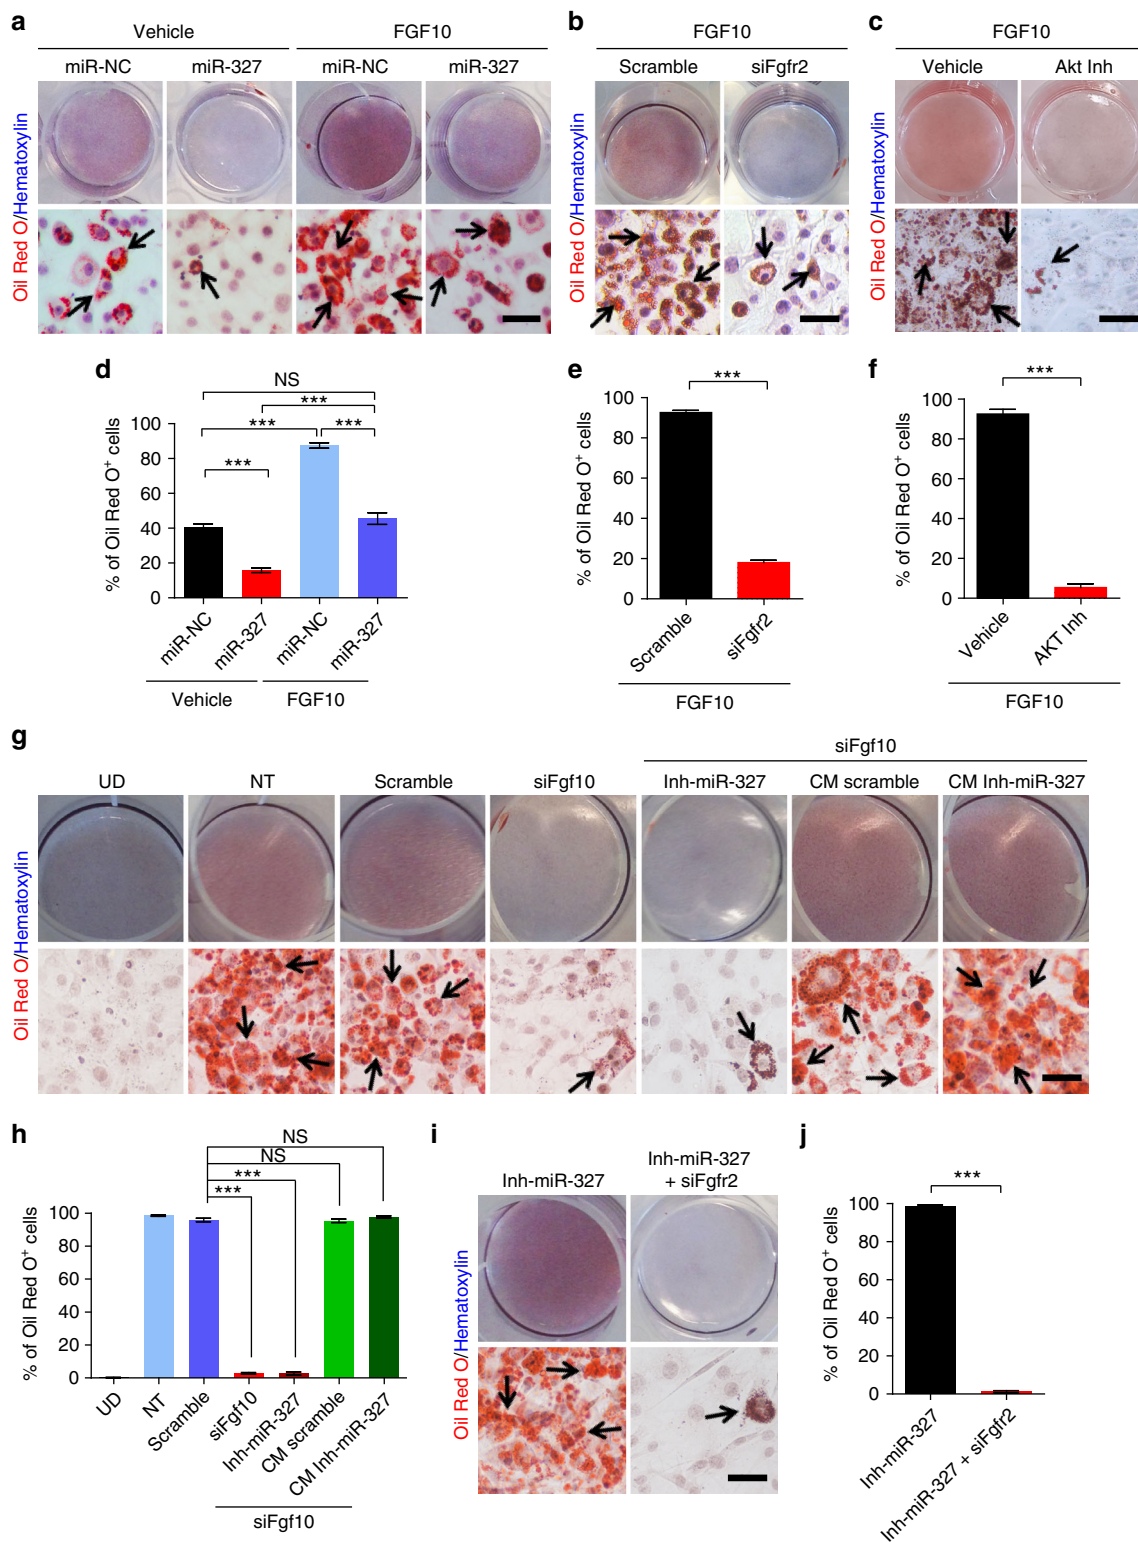 a
Vehicle FGF10
miR-NC miR-327 miR-NC miR-327
Oil Red O/Hematoxylin
b
FGF10
Scramble siFgfr2
Oil Red O/Hematoxylin
c
FGF10
Vehicle Akt Inh
Oil Red O/Hematoxylin
d
NS
***
*** ***
***
% of Oil Red O+ cells
100
80
60
40
20
0
miR-NC miR-327 miR-NC miR-327
Vehicle FGF10
e
***
% of Oil Red O+ cells
100
80
60
40
20
0
Scramble siFgfr2
FGF10
f
***
% of Oil Red O+ cells
100
80
60
40
20
0
Vehicle AKT Inh
FGF10
g
siFgf10
UD NT Scramble siFgf10 Inh-miR-327 CM scramble CM Inh-miR-327
Oil Red O/Hematoxylin
h
NS
NS
***
***
% of Oil Red O+ cells
100
80
60
40
20
0
UD NT Scramble siFgf10 Inh-miR-327 CM scramble CM Inh-miR-327
siFgf10
i
Inh-miR-327
Inh-miR-327
+ siFgfr2
Oil Red O/Hematoxylin
j
***
% of Oil Red O+ cells
100
80
60
40
20
0
Inh-miR-327
Inh-miR-327 + siFgfr2